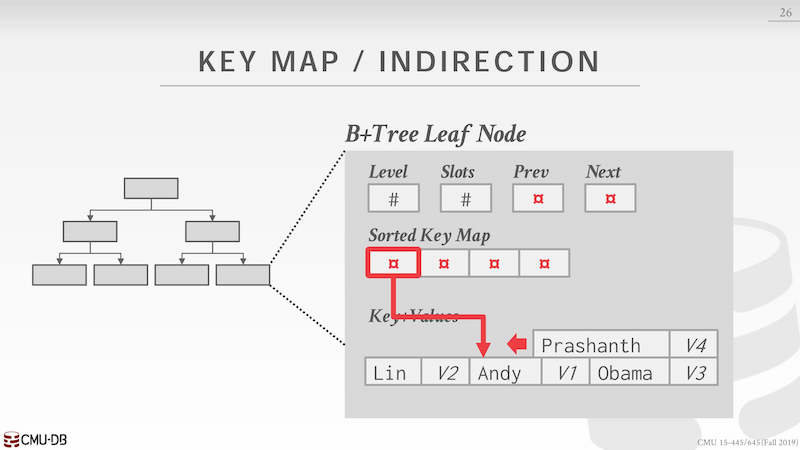 26
KEY MAP / INDIRECTION
B+Tree Leaf Node
Level Slots Prev Next
# # ¤ ¤
Sorted Key Map
¤ ¤ ¤ ¤
Key+Values
Prashanth V4
Lin V2 Andy V1 Obama V3
CMU·DB
CMU 15-445/645 (Fall 2019)